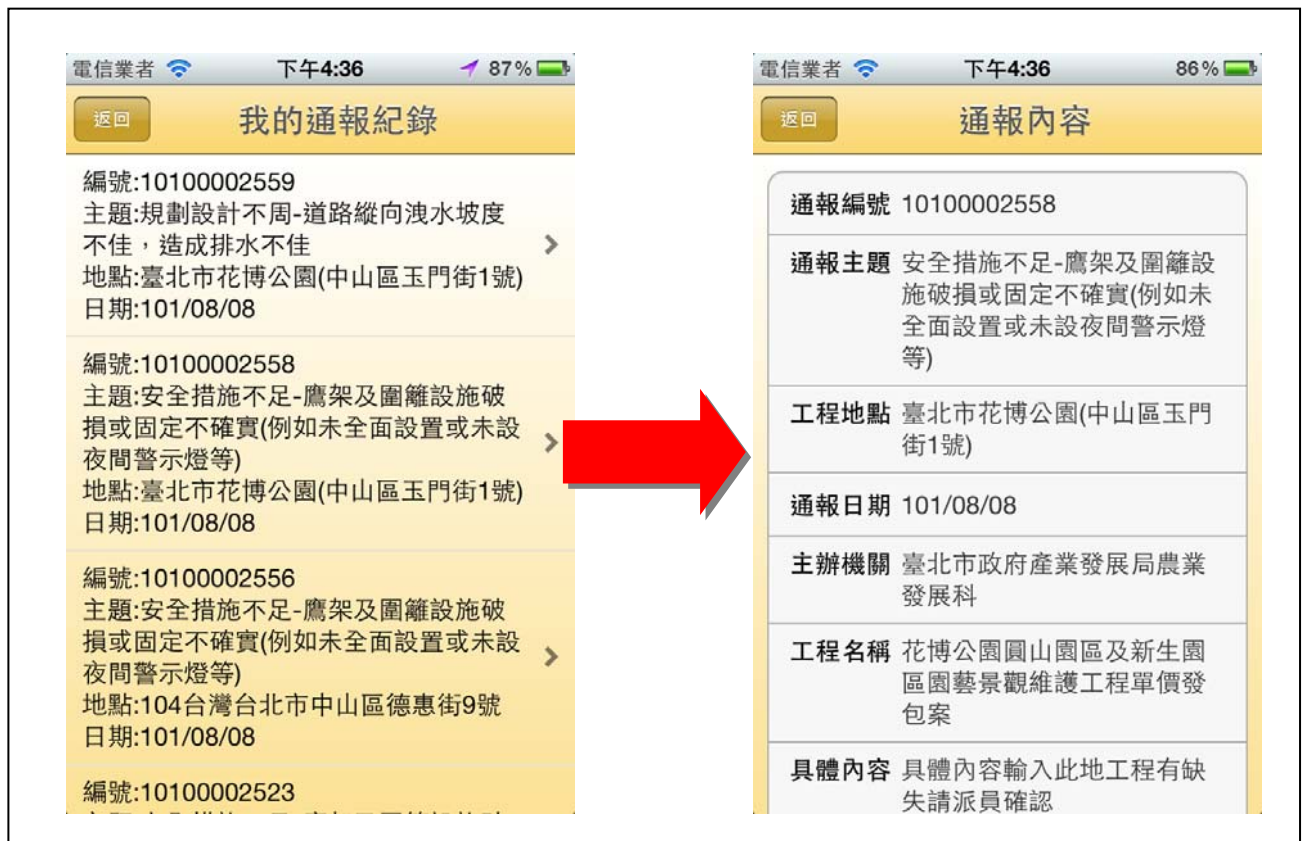 電信業者 下午4:36 87%
返回 我的通報紀錄
編號:10100002559
主題:規劃設計不周-道路縱向洩水坡度
不佳，造成排水不佳
地點:臺北市花博公園(中山區玉門街1號)
日期:101/08/08
編號:10100002558
主題:安全措施不足-鷹架及圍籬設施破
損或固定不確實(例如未全面設置或未設
夜間警示燈等)
地點:臺北市花博公園(中山區玉門街1號)
日期:101/08/08
編號:10100002556
主題:安全措施不足-鷹架及圍籬設施破
損或固定不確實(例如未全面設置或未設
夜間警示燈等)
地點:104台灣台北市中山區德惠街9號
日期:101/08/08
編號:10100002523
電信業者 下午4:36 86%
返回 通報內容
通報編號 10100002558
通報主題 安全措施不足-鷹架及圍籬設
施破損或固定不確實(例如未
全面設置或未設夜間警示燈
等)
工程地點 臺北市花博公園(中山區玉門
街1號)
通報日期 101/08/08
主辦機關 臺北市政府產業發展局農業
發展科
工程名稱 花博公園圓山園區及新生園
區園藝景觀維護工程單價發
包案
具體內容 具體內容輸入此地工程有缺
失請派員確認